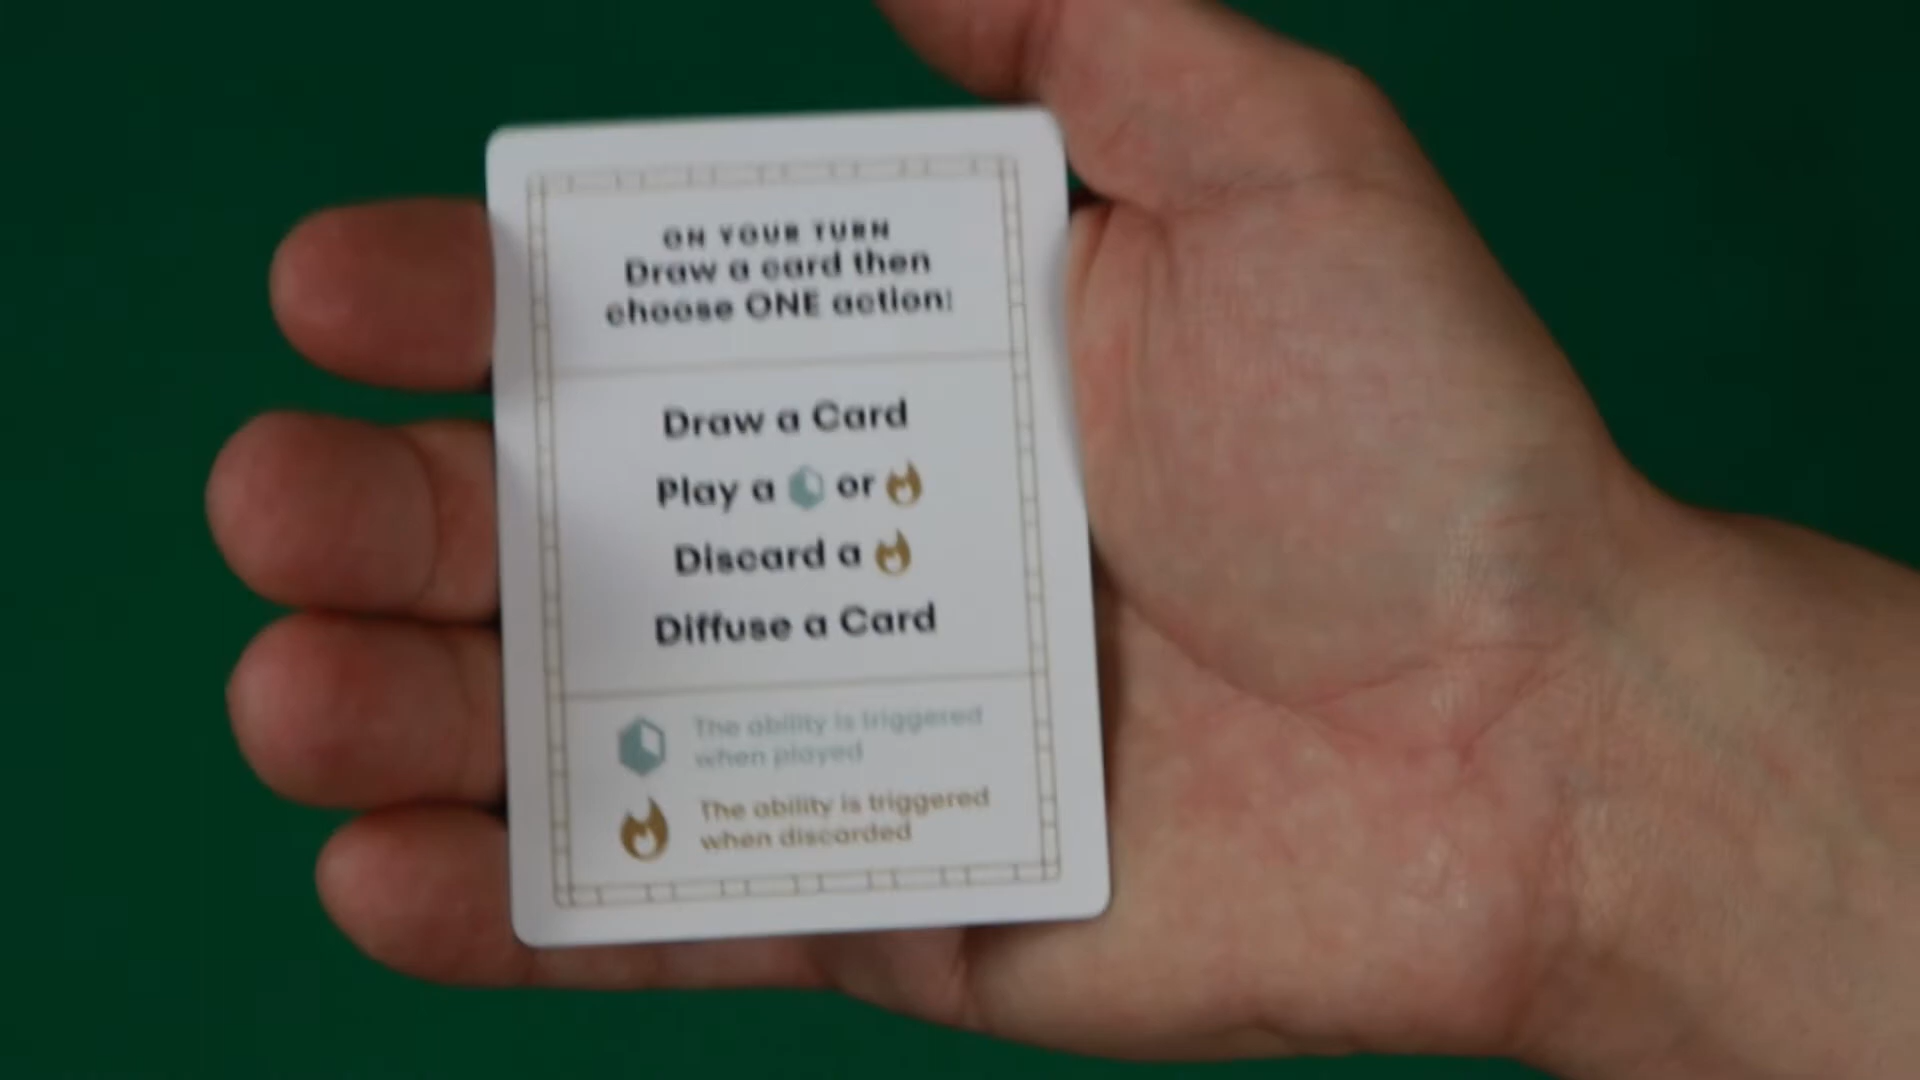 ON YOUR TURN
Draw a card then
choose ONE action:
Draw a Card
Play a or
Discard a
Diffuse a Card
The ability is triggered
when played
The ability is triggered
when discarded